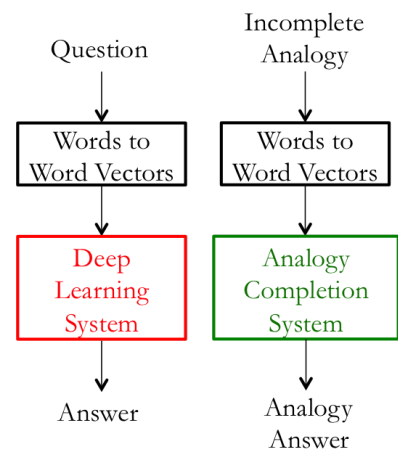 Question
Words to
Word Vectors
Deep
Learning
System
Answer
Incomplete
Analogy
Words to
Word Vectors
Analogy
Completion
System
Analogy
Answer